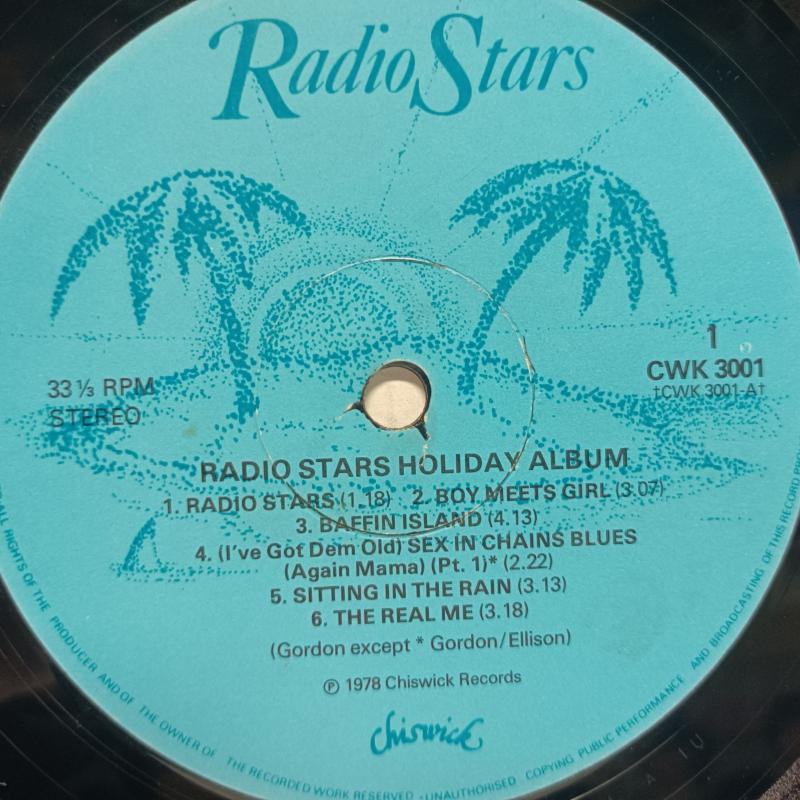 Radio Stars
33 ⅓ RPM
STEREO
1
CWK 3001
†CWK 3001-A†
RADIO STARS HOLIDAY ALBUM
1. RADIO STARS (1.18) 2. BOY MEETS GIRL (3.07)
3. BAFFIN ISLAND (4.13)
4. (I've Got Dem Old) SEX IN CHAINS BLUES
(Again Mama) (Pt. 1)* (2.22)
5. SITTING IN THE RAIN (3.13)
6. THE REAL ME (3.18)
(Gordon except * Gordon/Ellison)
℗ 1978 Chiswick Records
chiswick
ALL RIGHTS OF THE PRODUCER AND OF THE OWNER OF THE RECORDED WORK RESERVED - UNAUTHORISED COPYING PUBLIC PERFORMANCE AND BROADCASTING OF THIS RECORD